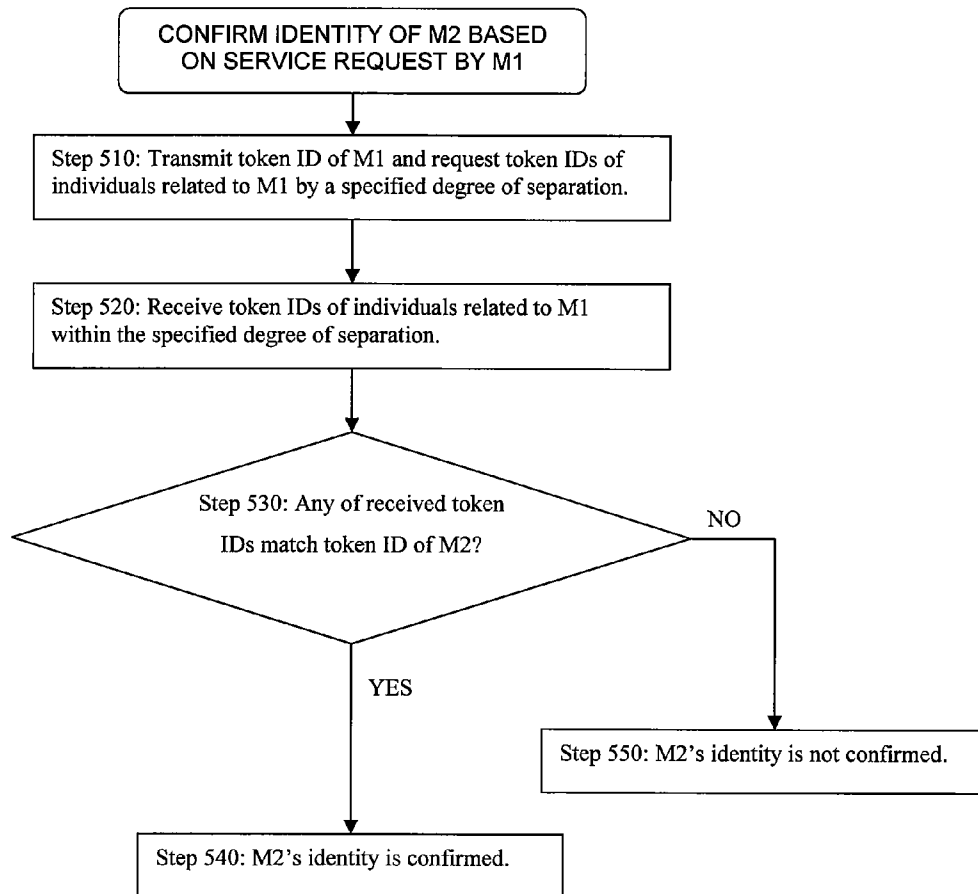 CONFIRM IDENTITY OF M2 BASED
ON SERVICE REQUEST BY M1
Step 510: Transmit token ID of M1 and request token IDs of
individuals related to M1 by a specified degree of separation.
Step 520: Receive token IDs of individuals related to M1
within the specified degree of separation.
Step 530: Any of received token
IDs match token ID of M2?
NO
YES
Step 550: M2's identity is not confirmed.
Step 540: M2's identity is confirmed.